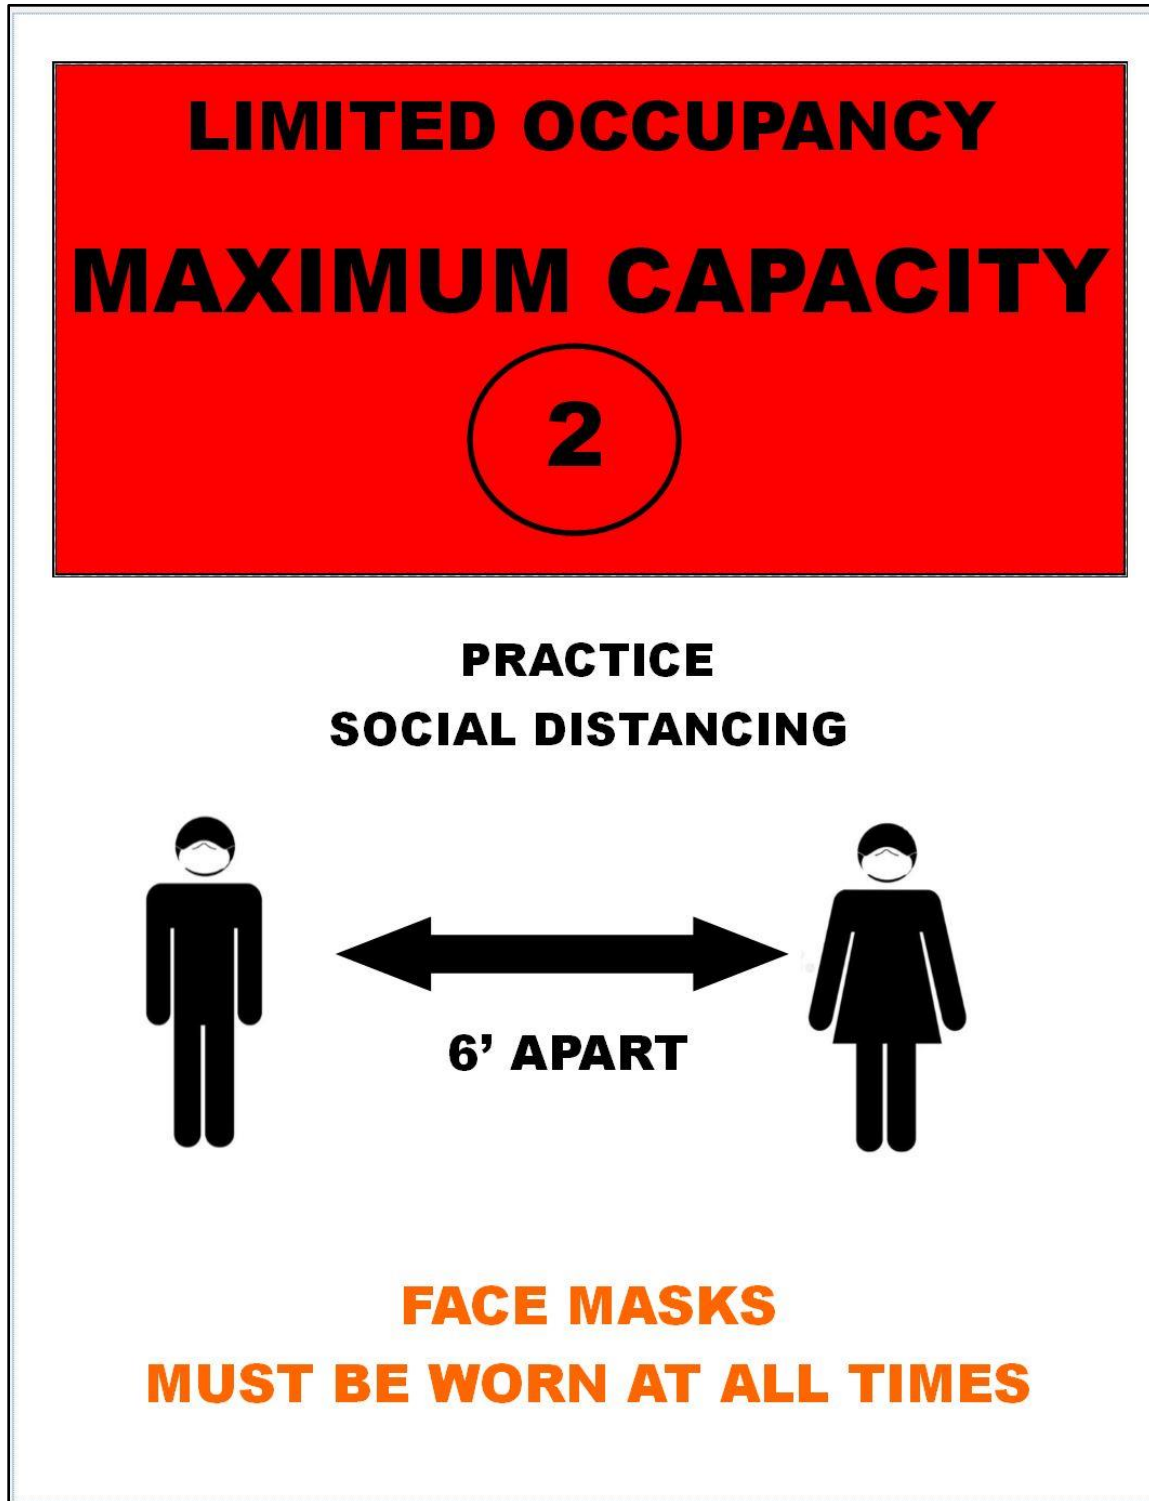 LIMITED OCCUPANCY
MAXIMUM CAPACITY
2
PRACTICE
SOCIAL DISTANCING
6’ APART
FACE MASKS
MUST BE WORN AT ALL TIMES